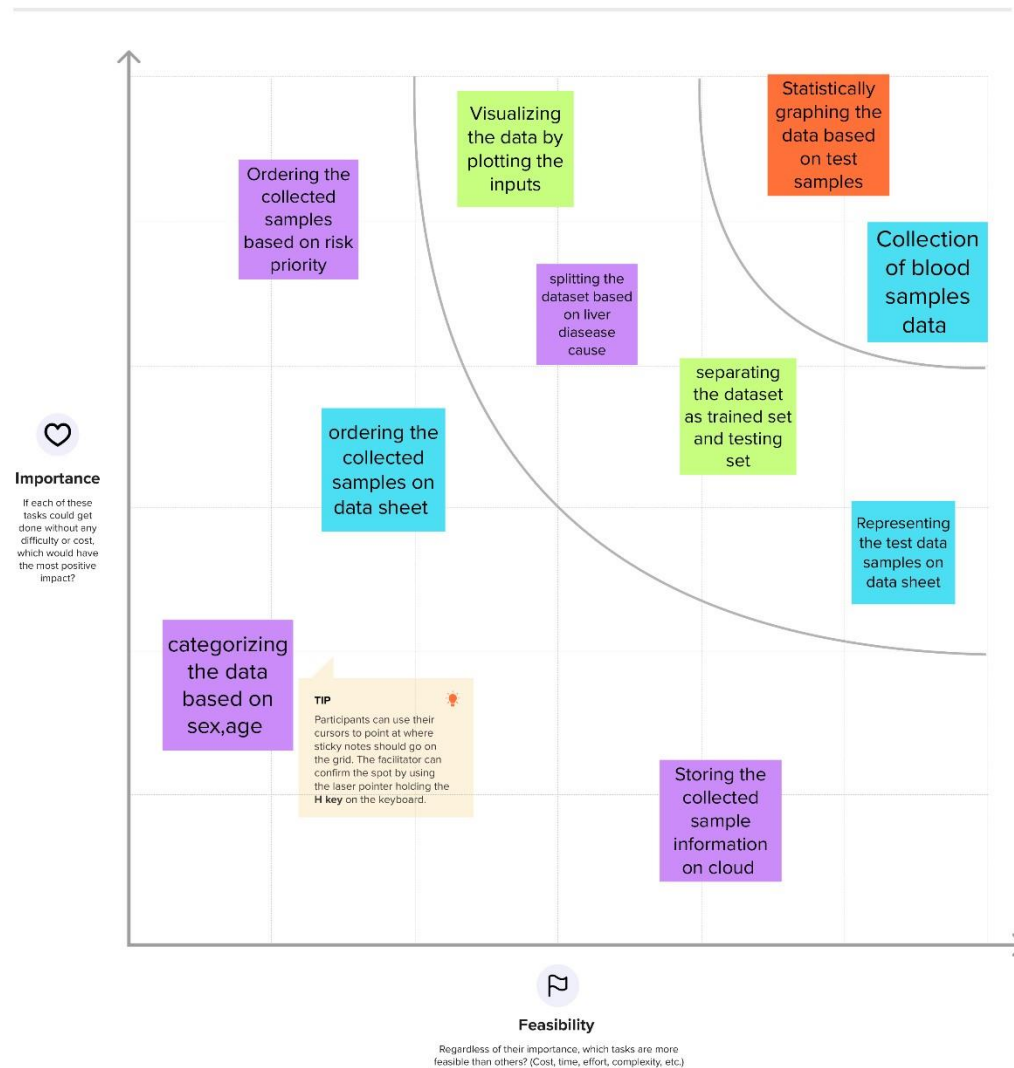 Statistically
graphing the
data based
on test
samples
Visualizing
the data by
plotting the
inputs
Ordering the
collected
samples
based on risk
priority
Collection
of blood
samples
data
splitting the
dataset based
on liver
diasease
cause
separating
the dataset
as trained set
and testing
set
ordering the
collected
samples on
data sheet
Importance
If each of these
tasks could get
done without any
difficulty or cost,
which would have
the most positive
impact?
Representing
the test data
samples on
data sheet
categorizing
the data
based on
sex,age
TIP
Participants can use their
cursors to point at where
sticky notes should go on
the grid. The facilitator can
confirm the spot by using
the laser pointer holding the
H key on the keyboard.
Storing the
collected
sample
information
on cloud
Feasibility
Regardless of their importance, which tasks are more
feasible than others? (Cost, time, effort, complexity, etc.)